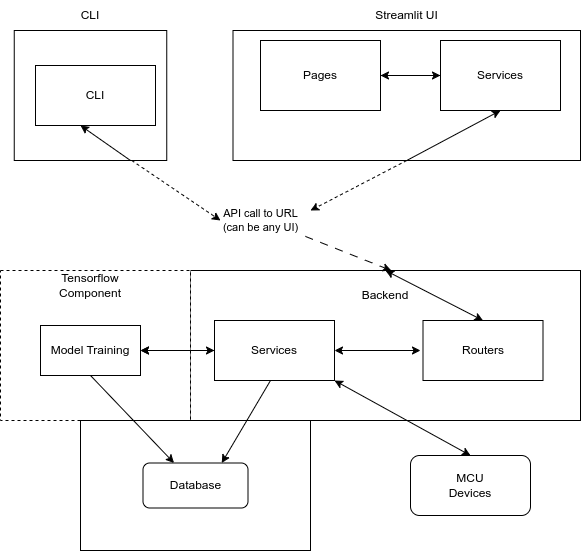 CLI
Streamlit UI
CLI
Pages
Services
API call to URL
(can be any UI)
Tensorflow
Component
Backend
Model Training
Services
Routers
Database
MCU
Devices